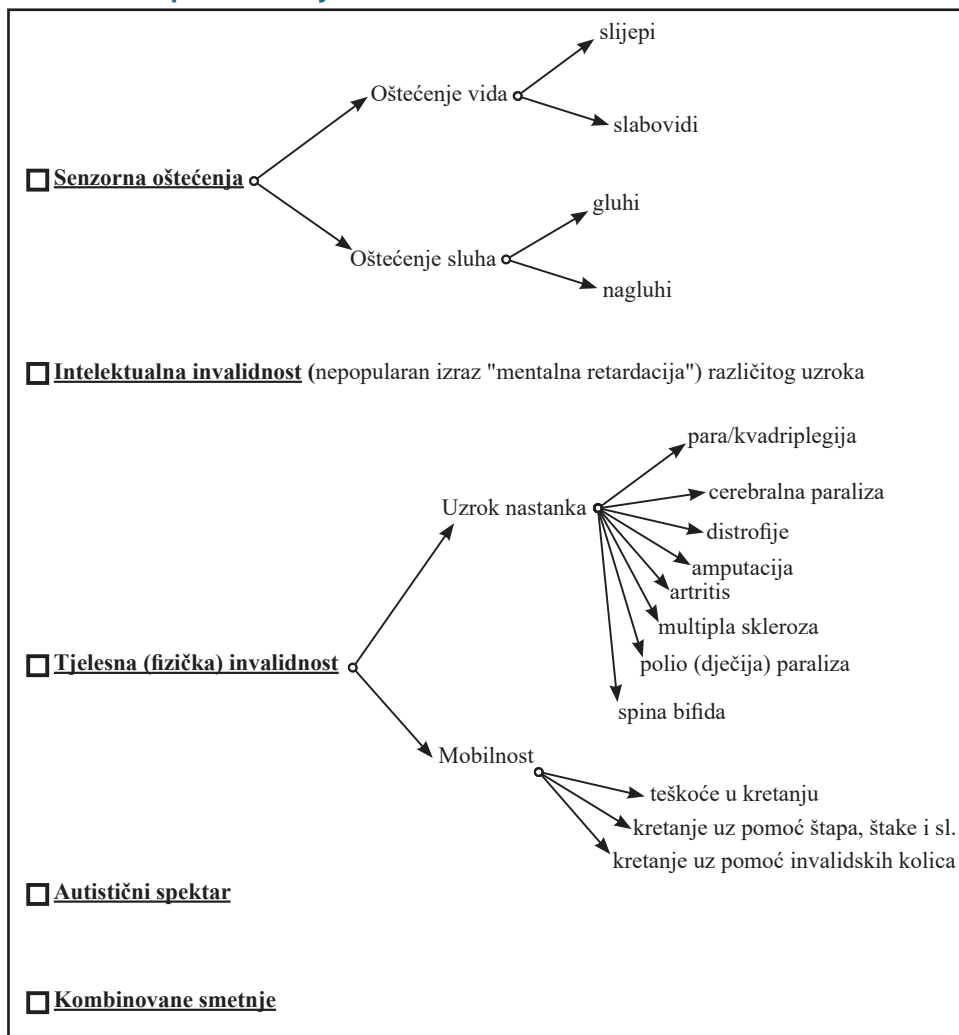 slijepi
Oštećenje vida
slabovidi
Senzorna oštećenja
gluhi
Oštećenje sluha
nagluhi
Intelektualna invalidnost (nepopularan izraz "mentalna retardacija") različitog uzroka
para/kvadriplegija
cerebralna paraliza
Uzrok nastanka
distrofije
amputacija
artritis
multipla skleroza
polio (dječija) paraliza
Tjelesna (fizička) invalidnost
spina bifida
Mobilnost
teškoće u kretanju
kretanje uz pomoć štapa, štake i sl.
kretanje uz pomoć invalidskih kolica
Autistični spektar
Kombinovane smetnje